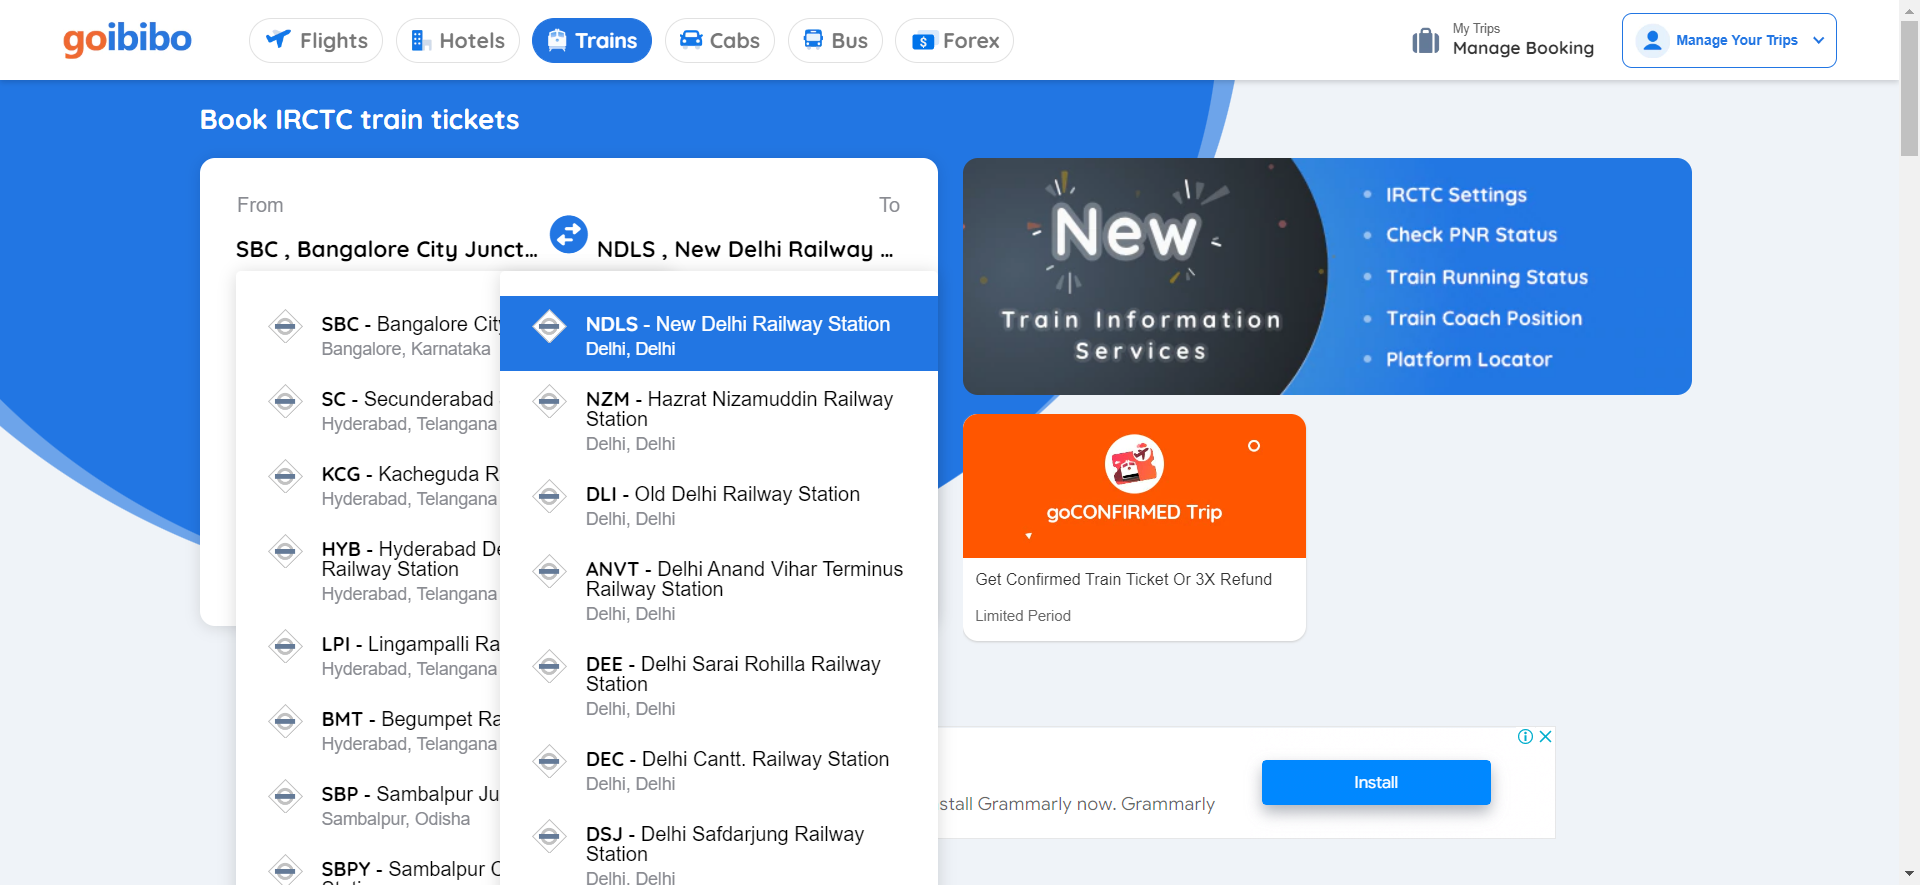 goibibo
Flights
Hotels
Trains
Cabs
Bus
Forex
My Trips
Manage Booking
Manage Your Trips
Book IRCTC train tickets
From
To
SBC , Bangalore City Junct...
NDLS , New Delhi Railway ...
SBC - Bangalore City
Bangalore, Karnataka
SC - Secunderabad
Hyderabad, Telangana
KCG - Kacheguda R
Hyderabad, Telangana
HYB - Hyderabad De
Railway Station
Hyderabad, Telangana
LPI - Lingampalli Ra
Hyderabad, Telangana
BMT - Begumpet Ra
Hyderabad, Telangana
SBP - Sambalpur Ju
Sambalpur, Odisha
SBPY - Sambalpur C
NDLS - New Delhi Railway Station
Delhi, Delhi
NZM - Hazrat Nizamuddin Railway
Station
Delhi, Delhi
DLI - Old Delhi Railway Station
Delhi, Delhi
ANVT - Delhi Anand Vihar Terminus
Railway Station
Delhi, Delhi
DEE - Delhi Sarai Rohilla Railway
Station
Delhi, Delhi
DEC - Delhi Cantt. Railway Station
Delhi, Delhi
DSJ - Delhi Safdarjung Railway
Station
Delhi, Delhi
New
Train Information
Services
IRCTC Settings
Check PNR Status
Train Running Status
Train Coach Position
Platform Locator
goCONFIRMED Trip
Get Confirmed Train Ticket Or 3X Refund
Limited Period
stall Grammarly now. Grammarly
Install